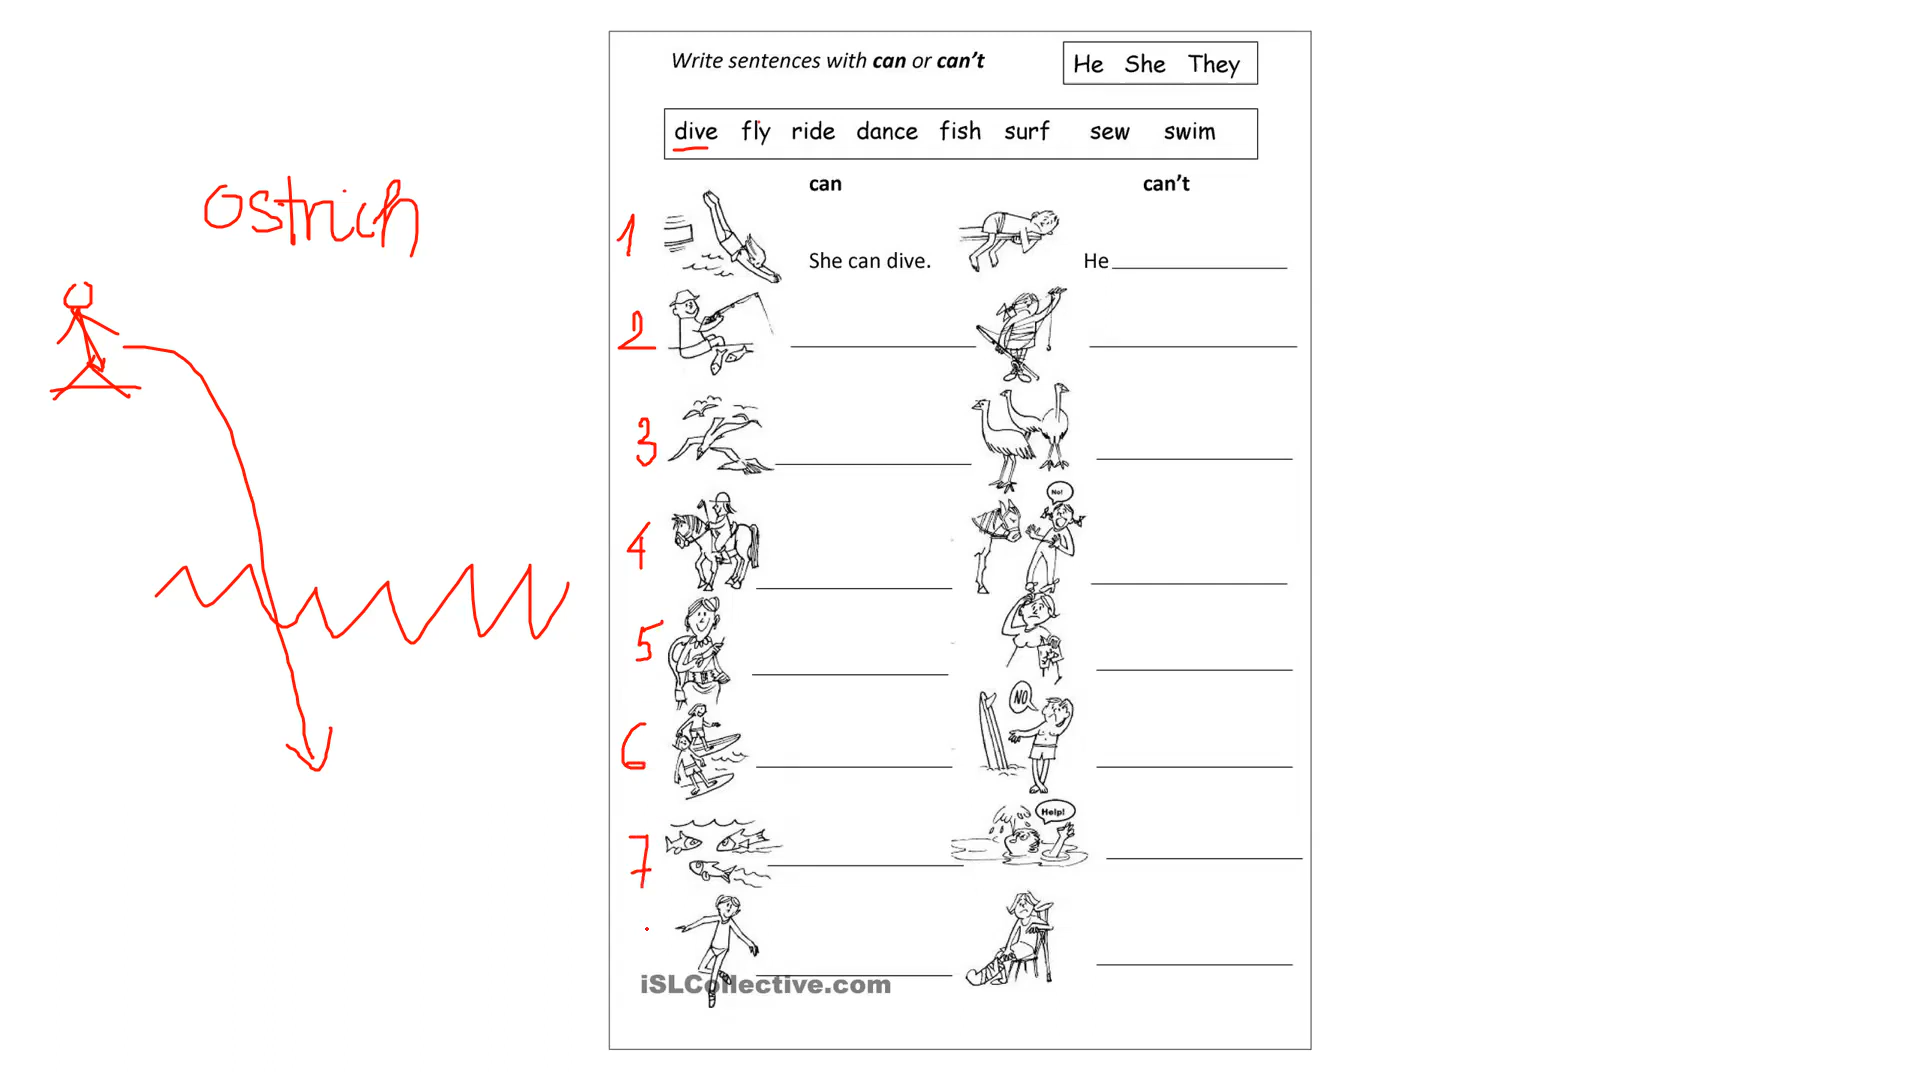 Write sentences with can or can't
He She They
dive fly ride dance fish surf sew swim
can can't
ostrich
1 She can dive. He
2
3
No!
4
5
NO
6
Help!
7
iSLCollective.com